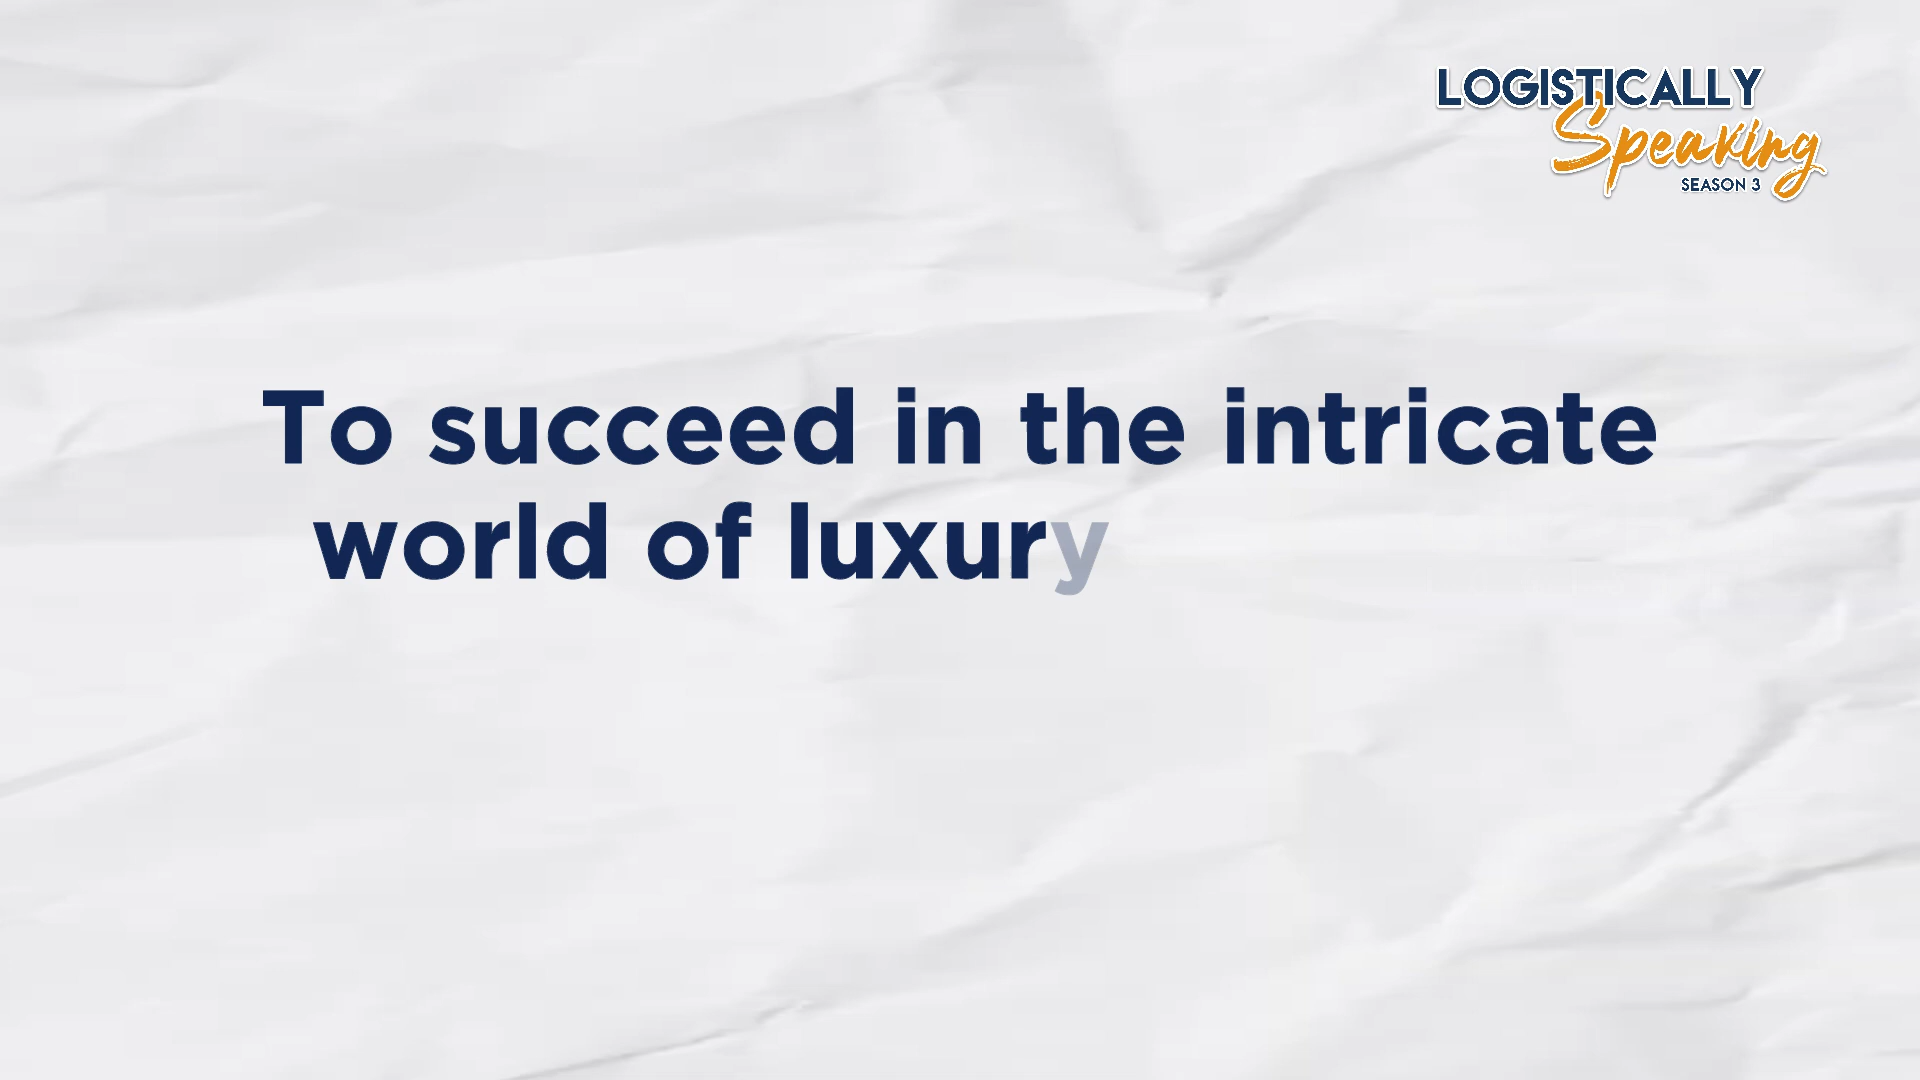 LOGISTICALLY
Speaking
SEASON 3
To succeed in the intricate
world of luxury